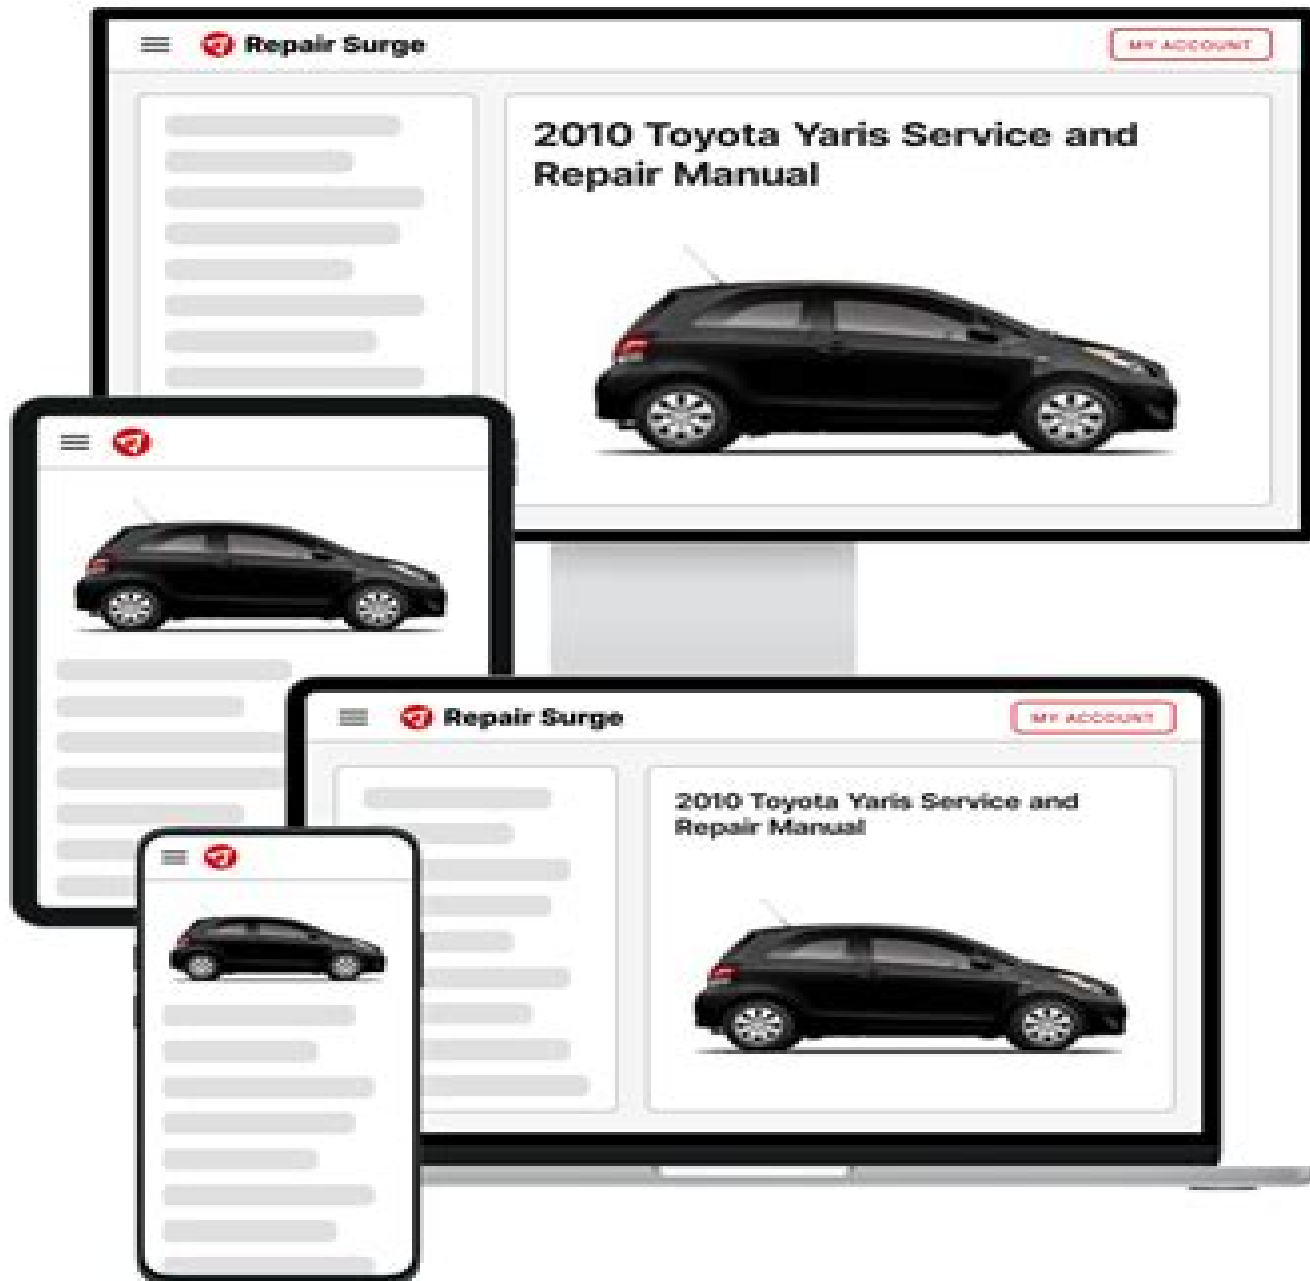 Repair Surge
MY ACCOUNT
2010 Toyota Yaris Service and
Repair Manual
Repair Surge
MY ACCOUNT
2010 Toyota Yaris Service and
Repair Manual